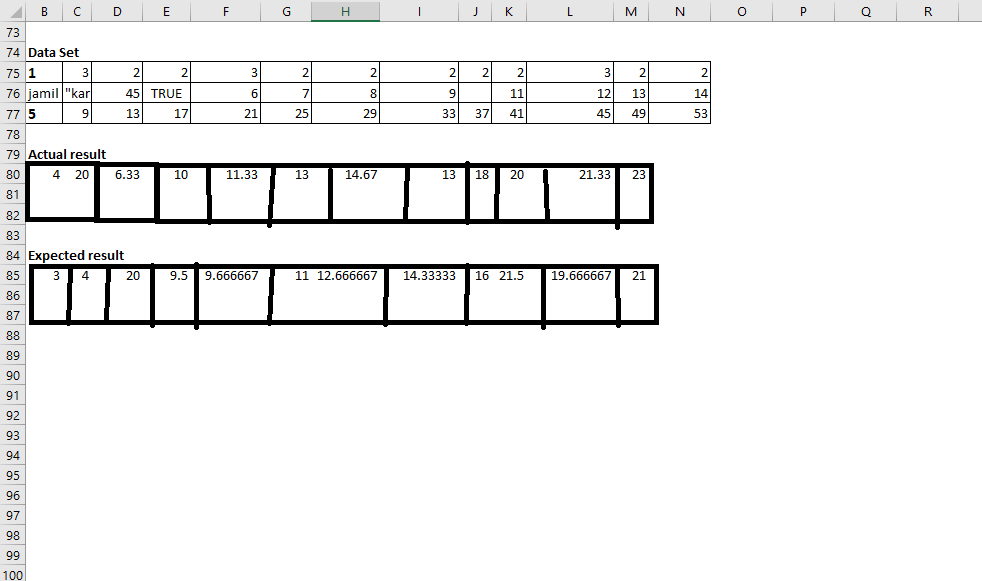 B C D E F G H I J K L M N O P Q R
73
74 Data Set
75 1 3 2 2 3 2 2 2 2 2 3 2 2
76 jamil "kar 45 TRUE 6 7 8 9 11 12 13 14
77 5 9 13 17 21 25 29 33 37 41 45 49 53
78
79 Actual result
80 4 20 6.33 10 11.33 13 14.67 13 18 20 21.33 23
81
82
83
84 Expected result
85 3 4 20 9.5 9.666667 11 12.666667 14.33333 16 21.5 19.666667 21
86
87
88
89
90
91
92
93
94
95
96
97
98
99
100